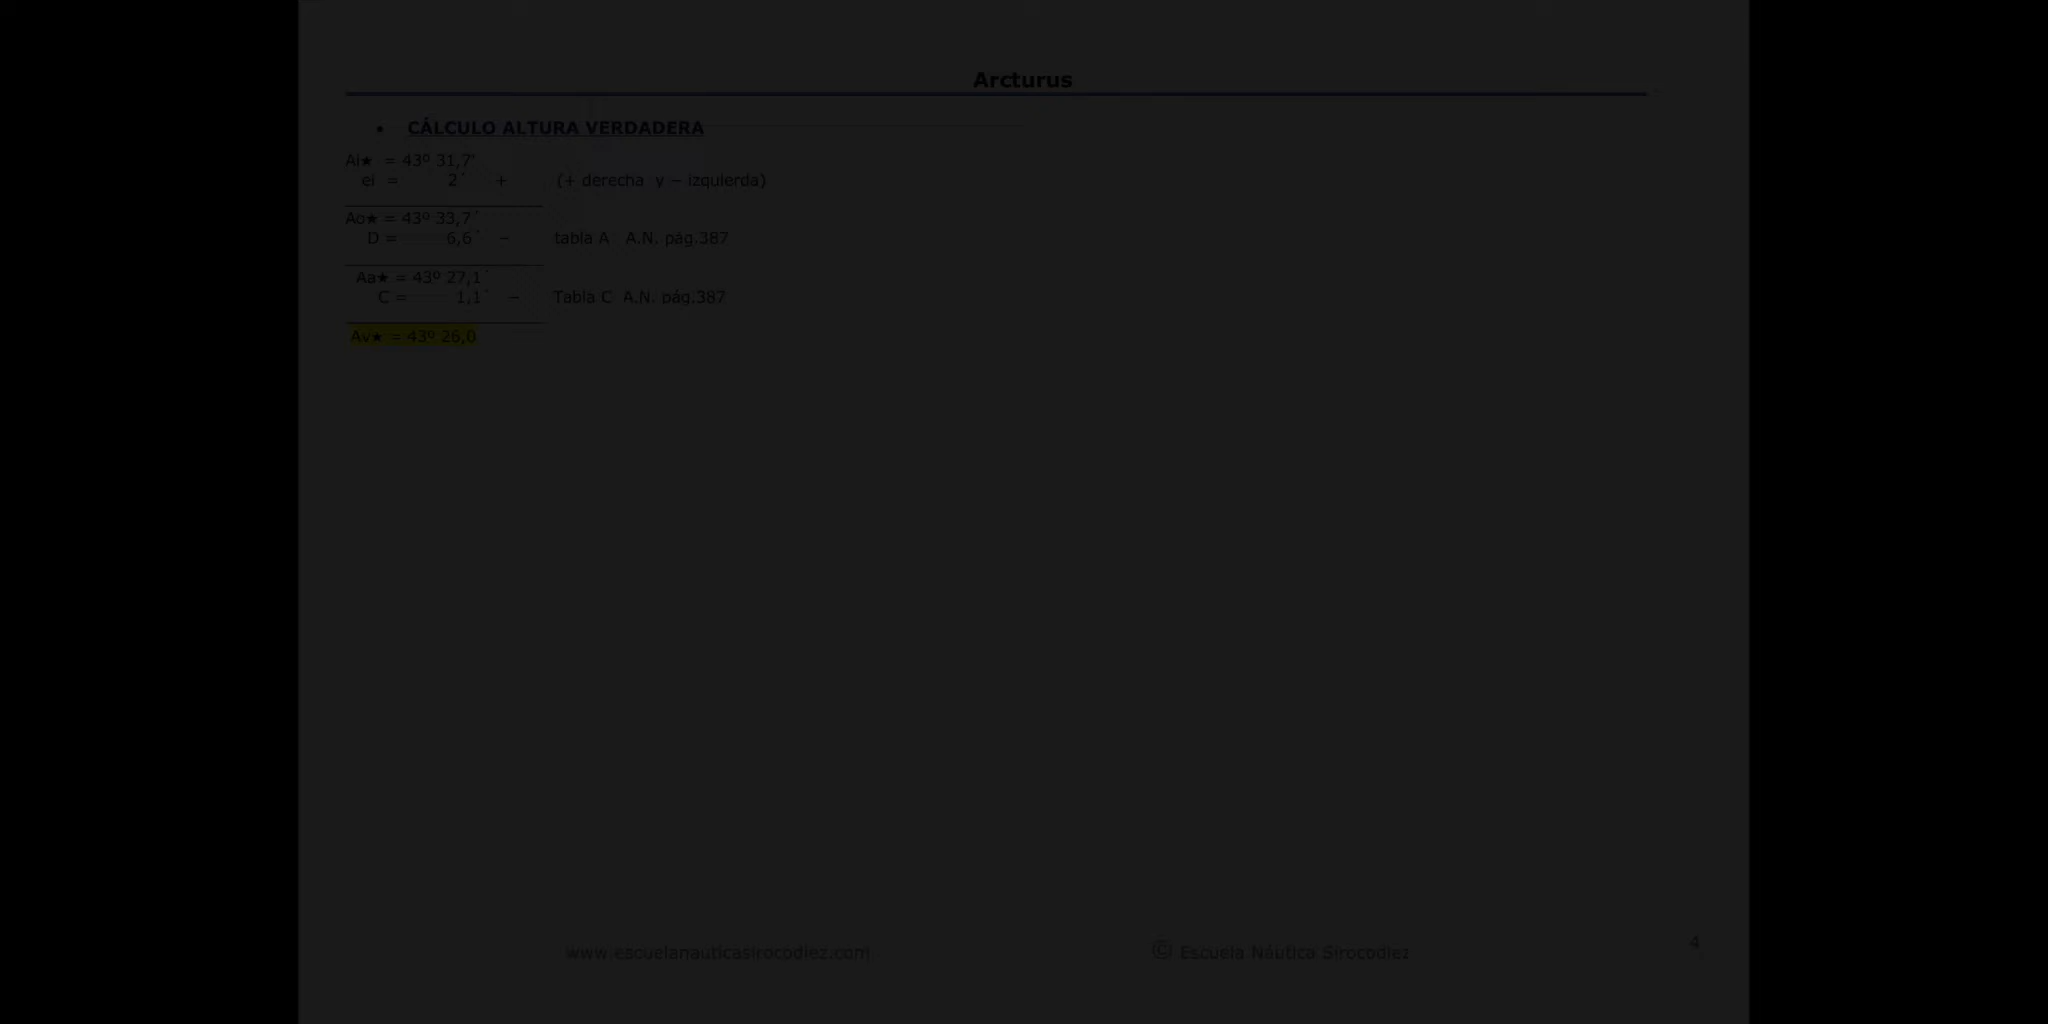 Arcturus
• CÁLCULO ALTURA VERDADERA
Ai★ = 43º 31,7'
ei = 2´ + (+ derecha y − izquierda)
Ao★ = 43º 33,7´
D = 6,6´ − tabla A A.N. pág.387
Aa★ = 43º 27,1´
C = 1,1´ − Tabla C A.N. pág.387
Av★ = 43º 26,0
www.escuelanauticasirocodiez.com © Escuela Náutica Sirocodiez 4